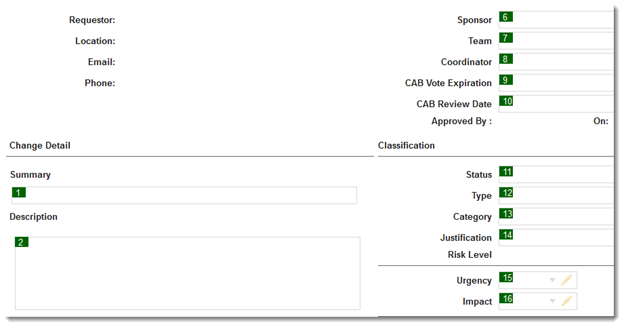 Requestor:
Location:
Email:
Phone:
Sponsor 6
Team 7
Coordinator 8
CAB Vote Expiration 9
CAB Review Date 10
Approved By : On:
Change Detail
Summary
1
Description
2
Classification
Status 11
Type 12
Category 13
Justification 14
Risk Level
Urgency 15
Impact 16